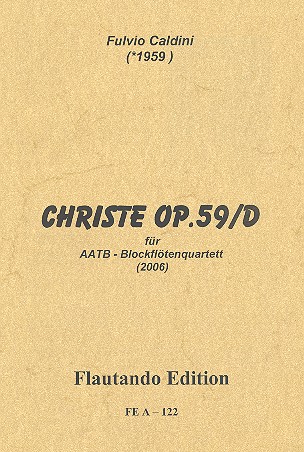 Fulvio Caldini
(*1959 )
CHRISTE OP.59/D
für
AATB - Blockflötenquartett
(2006)
Flautando Edition
FE A – 122